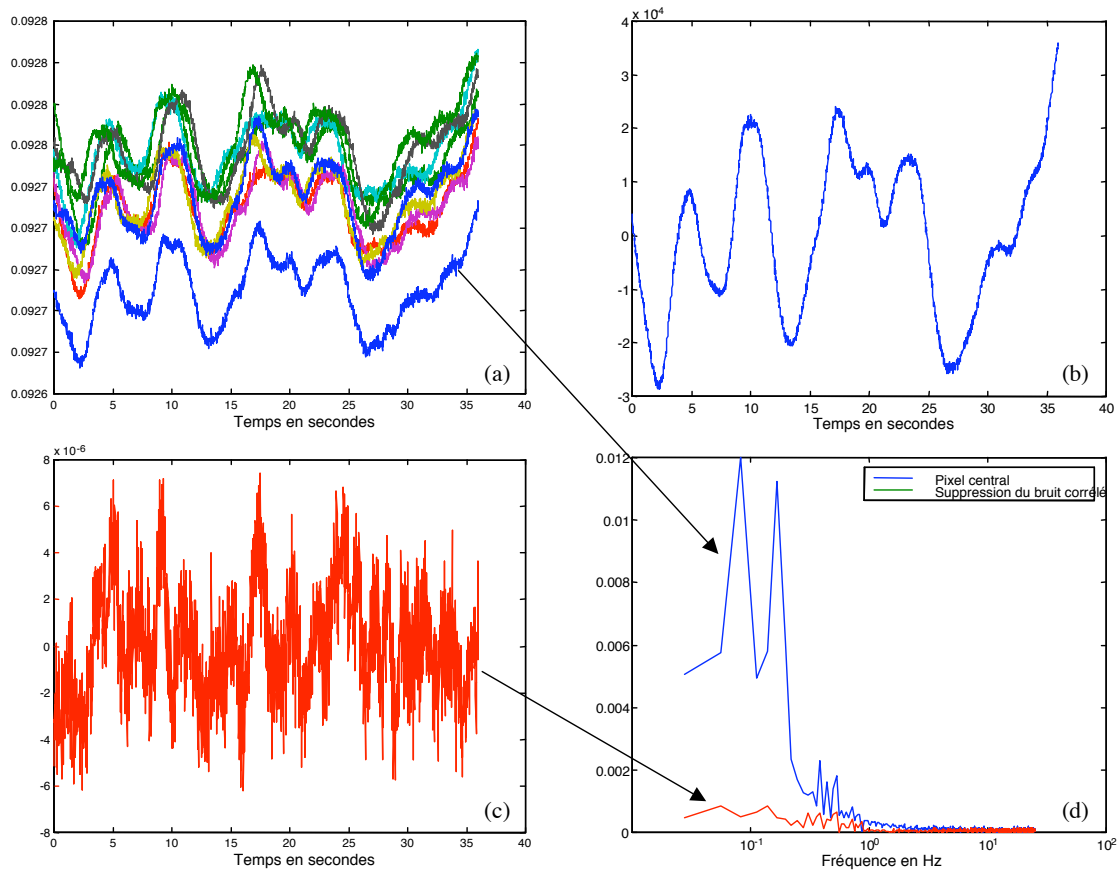 0.0928
0.0928
0.0928
0.0928
0.0927
0.0927
0.0927
0.0927
0.0927
0.0926
0 5 10 15 20 25 30 35 40
Temps en secondes
(a)
x 10⁴
4
3
2
1
0
-1
-2
-3
0 5 10 15 20 25 30 35 40
Temps en secondes
(b)
x 10⁻⁶
8
6
4
2
0
-2
-4
-6
-8
0 5 10 15 20 25 30 35 40
Temps en secondes
(c)
0.012
0.01
0.008
0.006
0.004
0.002
0
10⁻¹ 10⁰ 10¹ 10²
Fréquence en Hz
Pixel central
Suppression du bruit corrélé
(d)